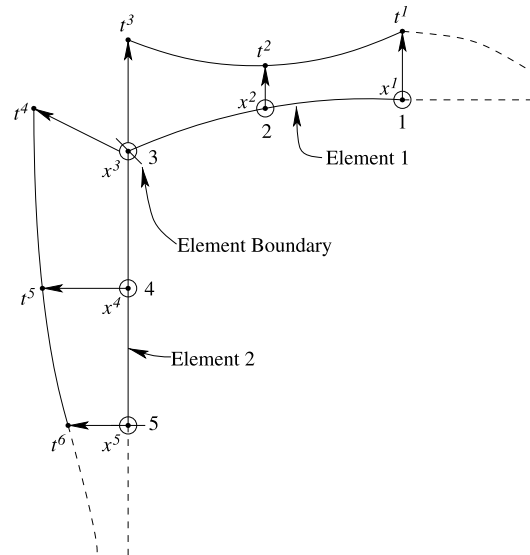 t³
t¹
t²
t⁴
x²
x¹
2
1
3
x³
Element 1
Element Boundary
t⁵
x⁴
4
Element 2
t⁶
x⁵
5